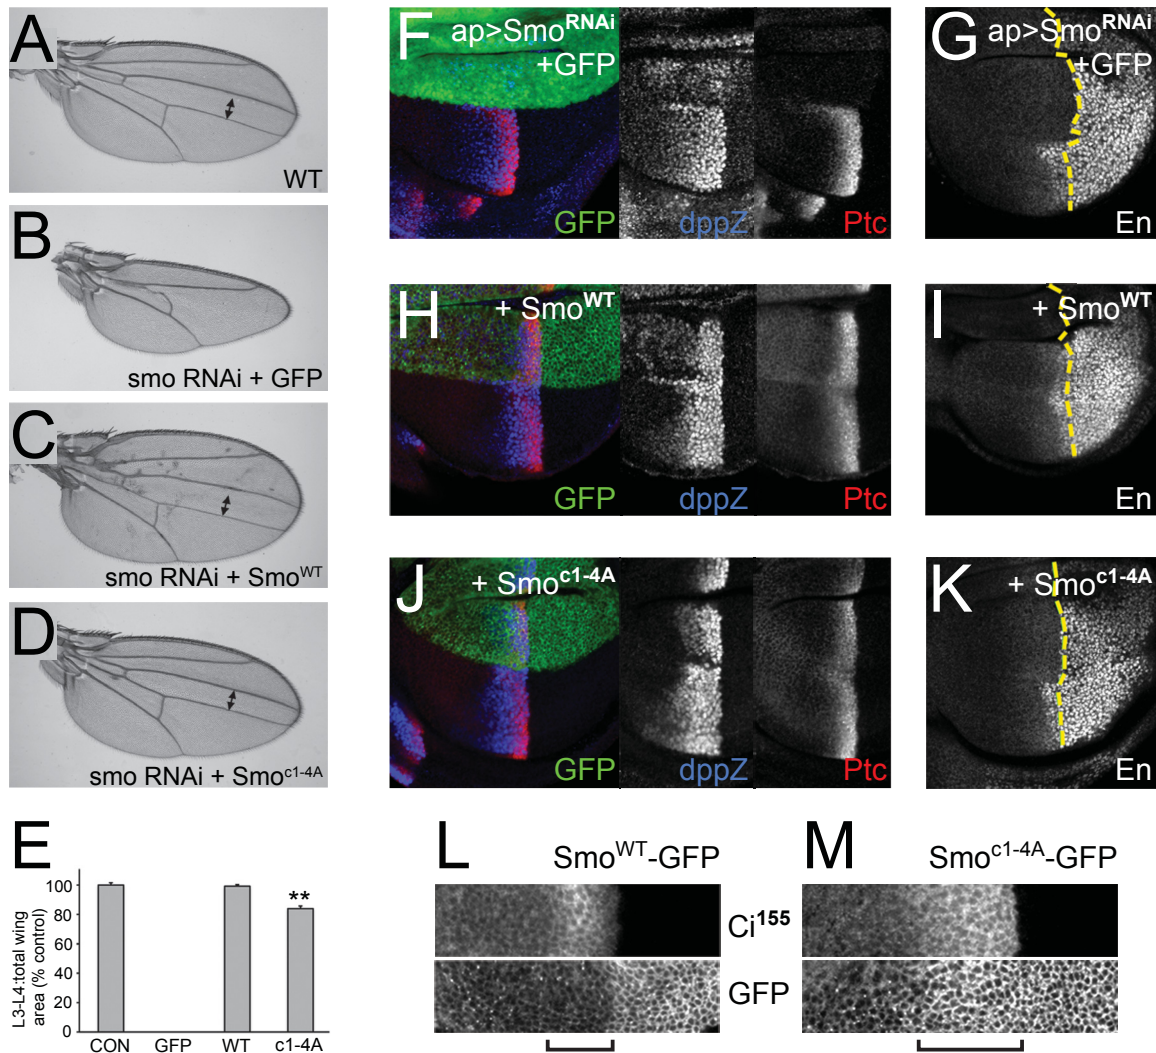 A
WT
B
smo RNAi + GFP
C
smo RNAi + Smo^WT
D
smo RNAi + Smo^c1-4A
E
L3-L4:total wing
area (% control)
100
80
60
40
20
0
**
CON GFP WT c1-4A
F ap>Smo^RNAi
+GFP
GFP dppZ Ptc
G ap>Smo^RNAi
+GFP
En
H + Smo^WT
GFP dppZ Ptc
I + Smo^WT
En
J + Smo^c1-4A
GFP dppZ Ptc
K + Smo^c1-4A
En
L Smo^WT-GFP
M Smo^c1-4A-GFP
Ci^155
GFP